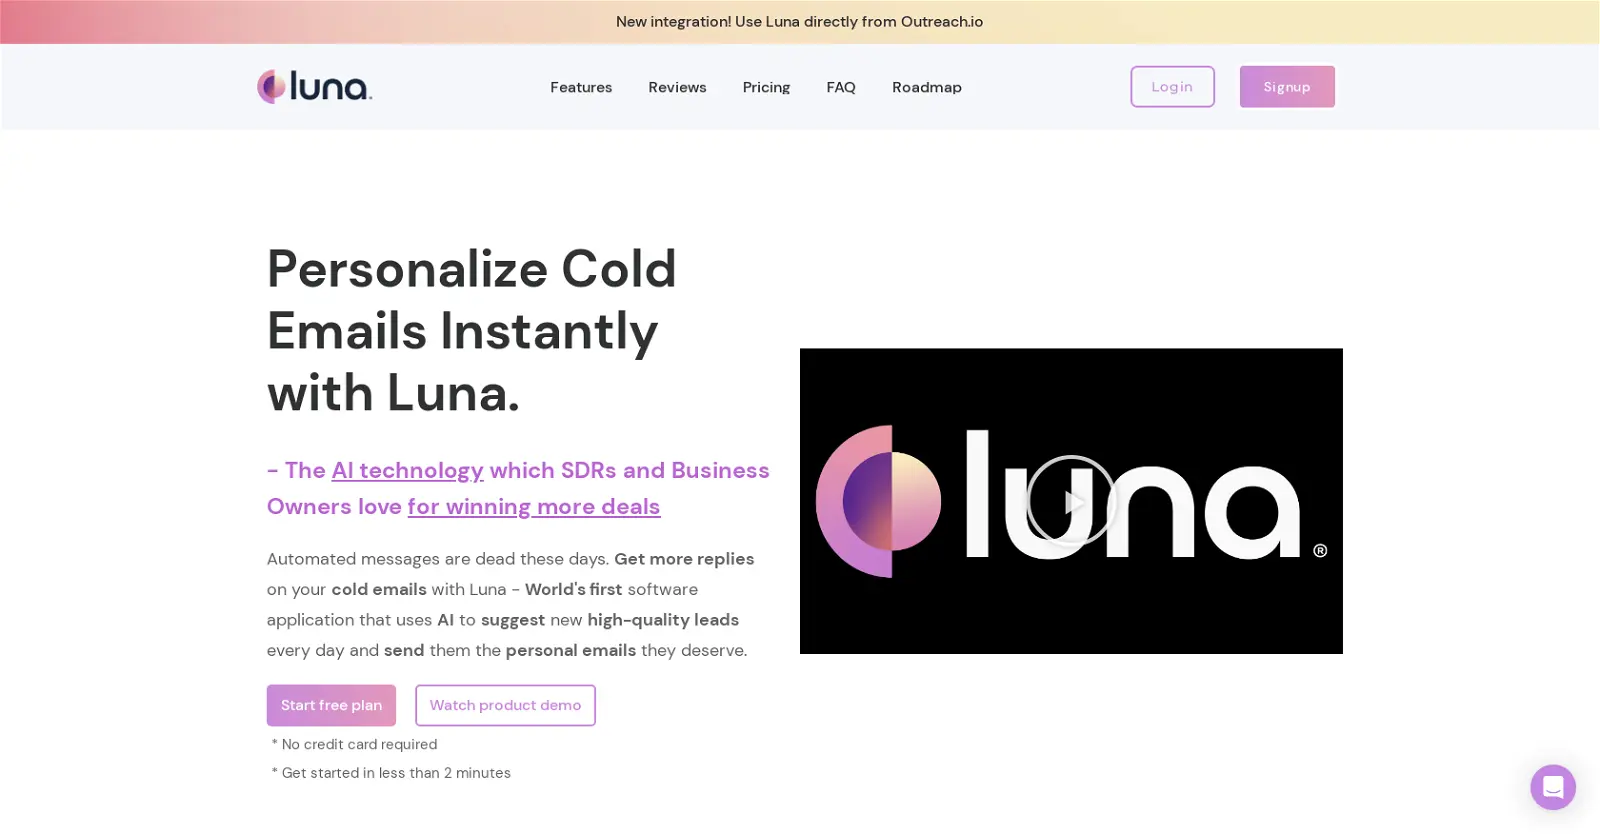 New integration! Use Luna directly from Outreach.io
luna.
Features
Reviews
Pricing
FAQ
Roadmap
Login
Signup
Personalize Cold
Emails Instantly
with Luna.
- The AI technology which SDRs and Business
Owners love for winning more deals
Automated messages are dead these days. Get more replies
on your cold emails with Luna - World's first software
application that uses AI to suggest new high-quality leads
every day and send them the personal emails they deserve.
Start free plan
Watch product demo
* No credit card required
* Get started in less than 2 minutes
luna®